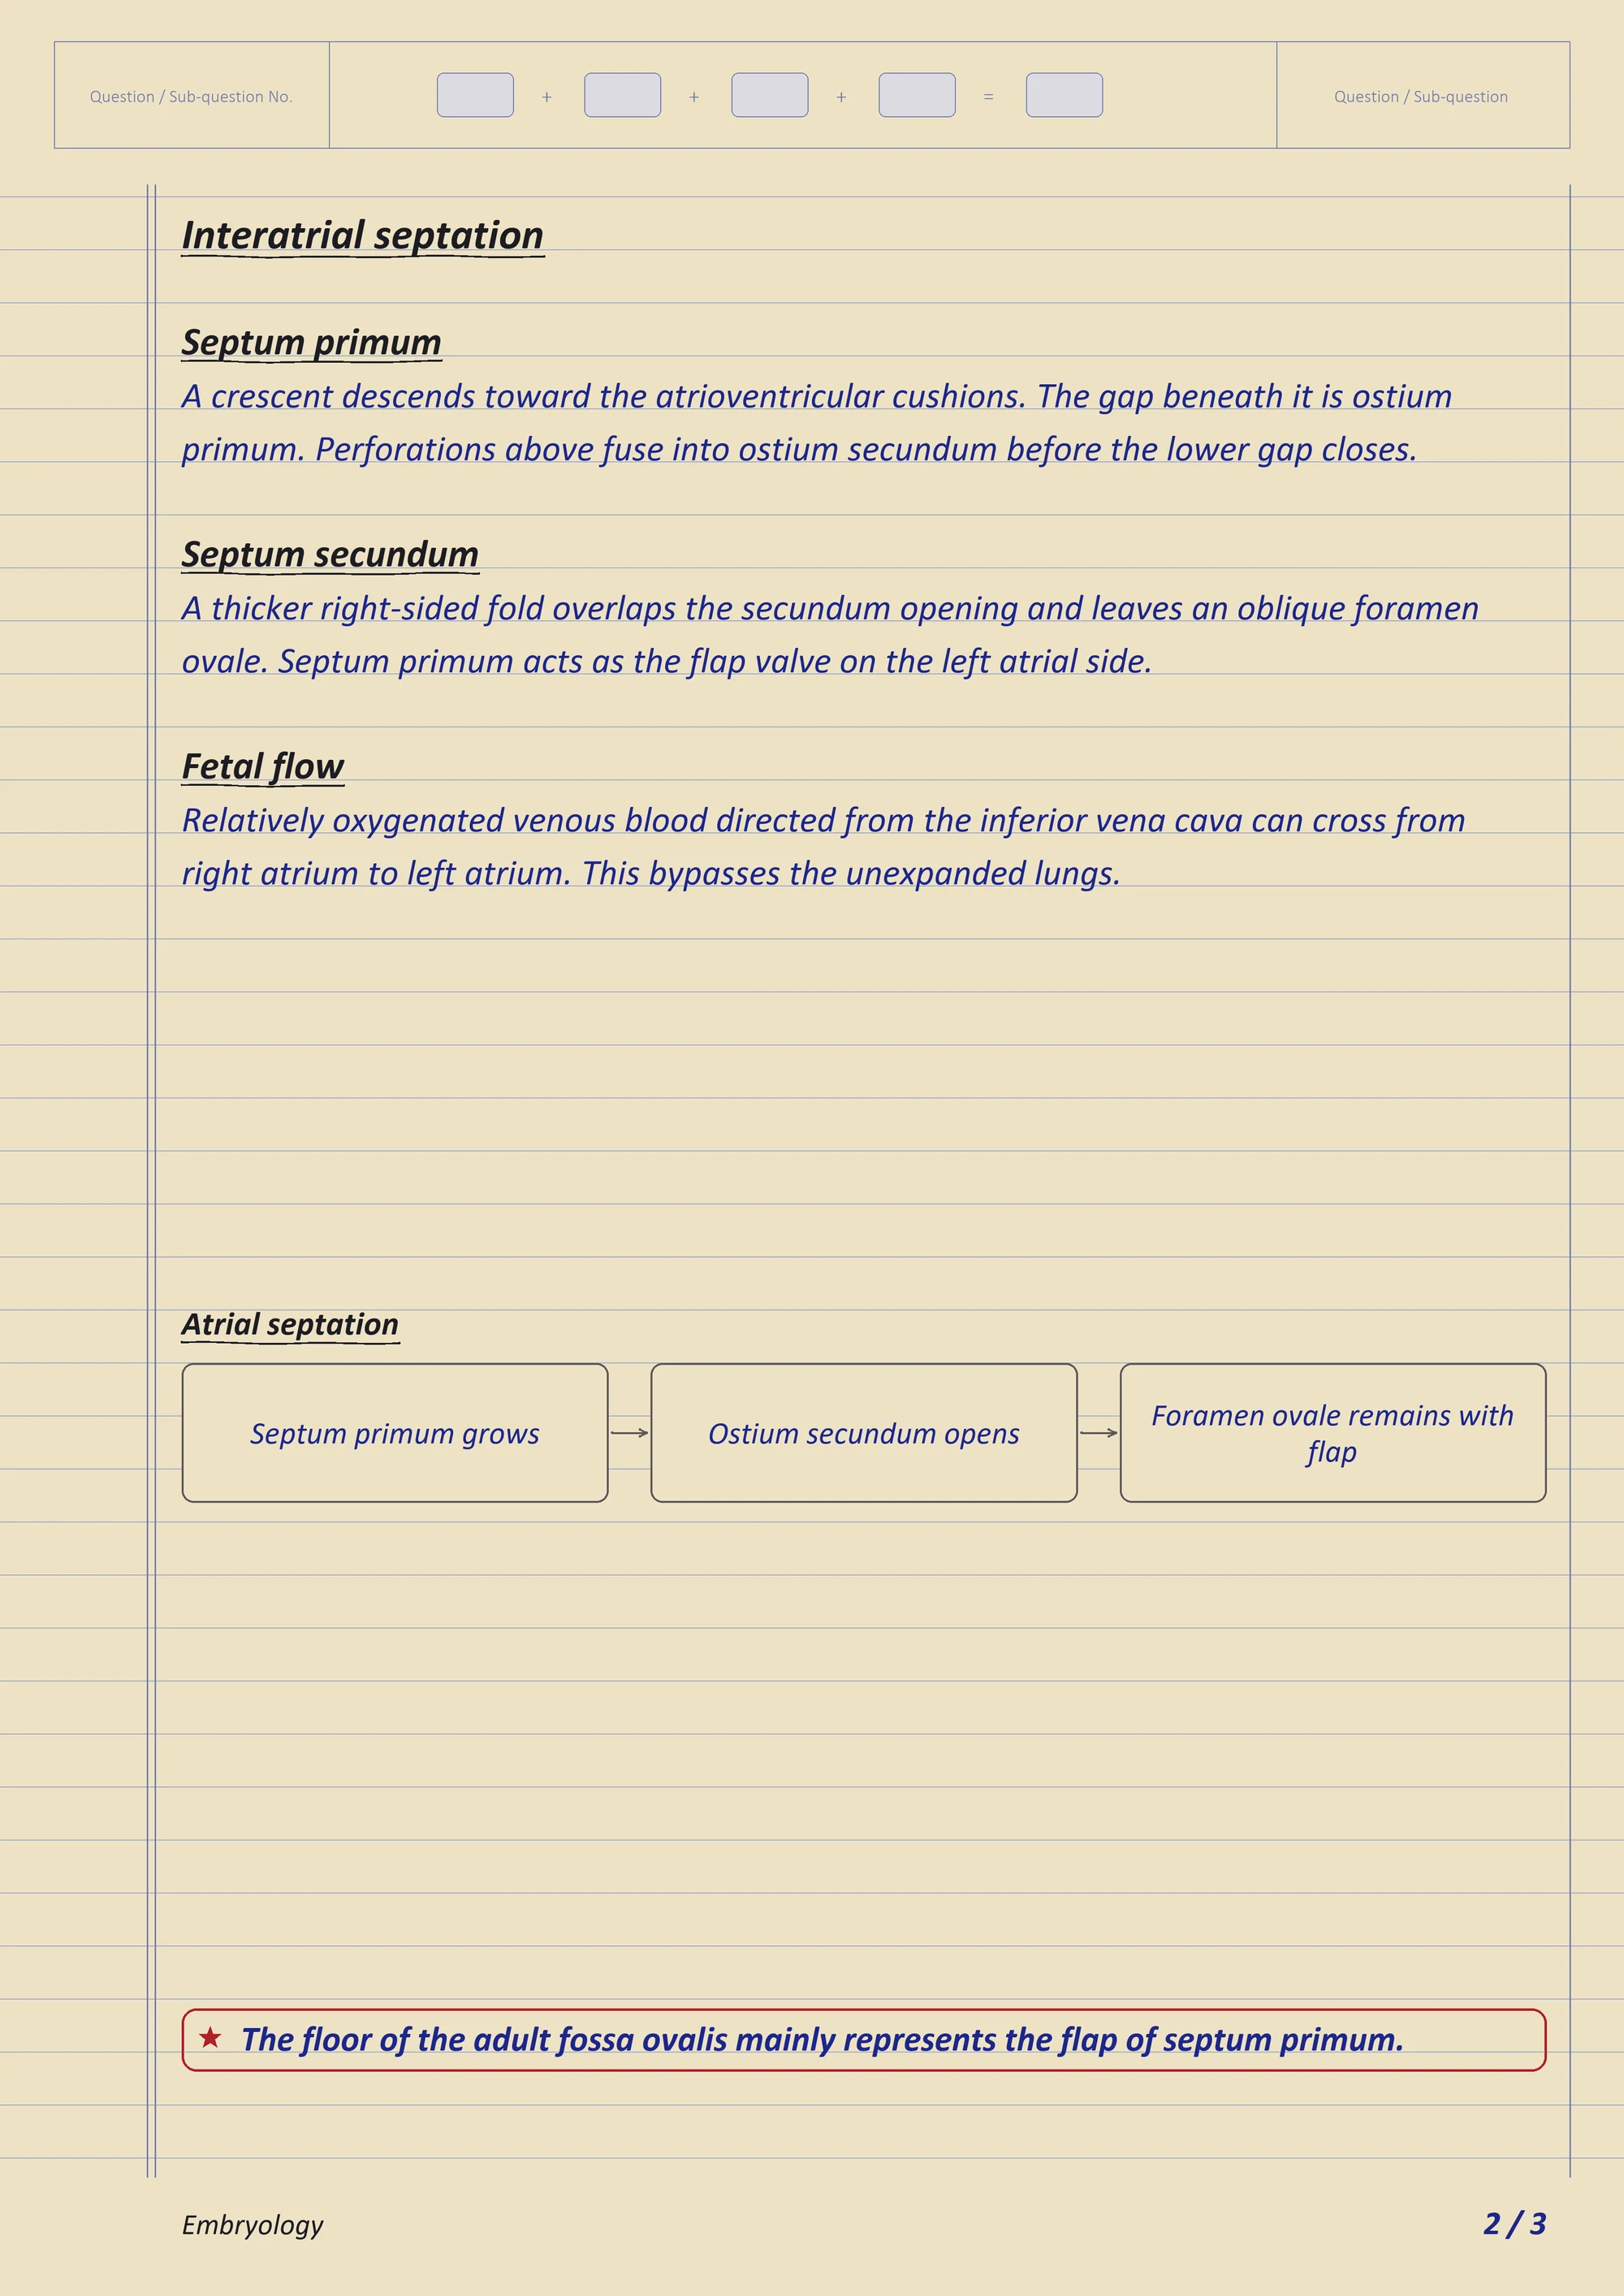 Question / Sub-question No.
+ + + =
Question / Sub-question
Interatrial septation
Septum primum
A crescent descends toward the atrioventricular cushions. The gap beneath it is ostium
primum. Perforations above fuse into ostium secundum before the lower gap closes.
Septum secundum
A thicker right-sided fold overlaps the secundum opening and leaves an oblique foramen
ovale. Septum primum acts as the flap valve on the left atrial side.
Fetal flow
Relatively oxygenated venous blood directed from the inferior vena cava can cross from
right atrium to left atrium. This bypasses the unexpanded lungs.
Atrial septation
Septum primum grows
Ostium secundum opens
Foramen ovale remains with
flap
★ The floor of the adult fossa ovalis mainly represents the flap of septum primum.
Embryology
2 / 3